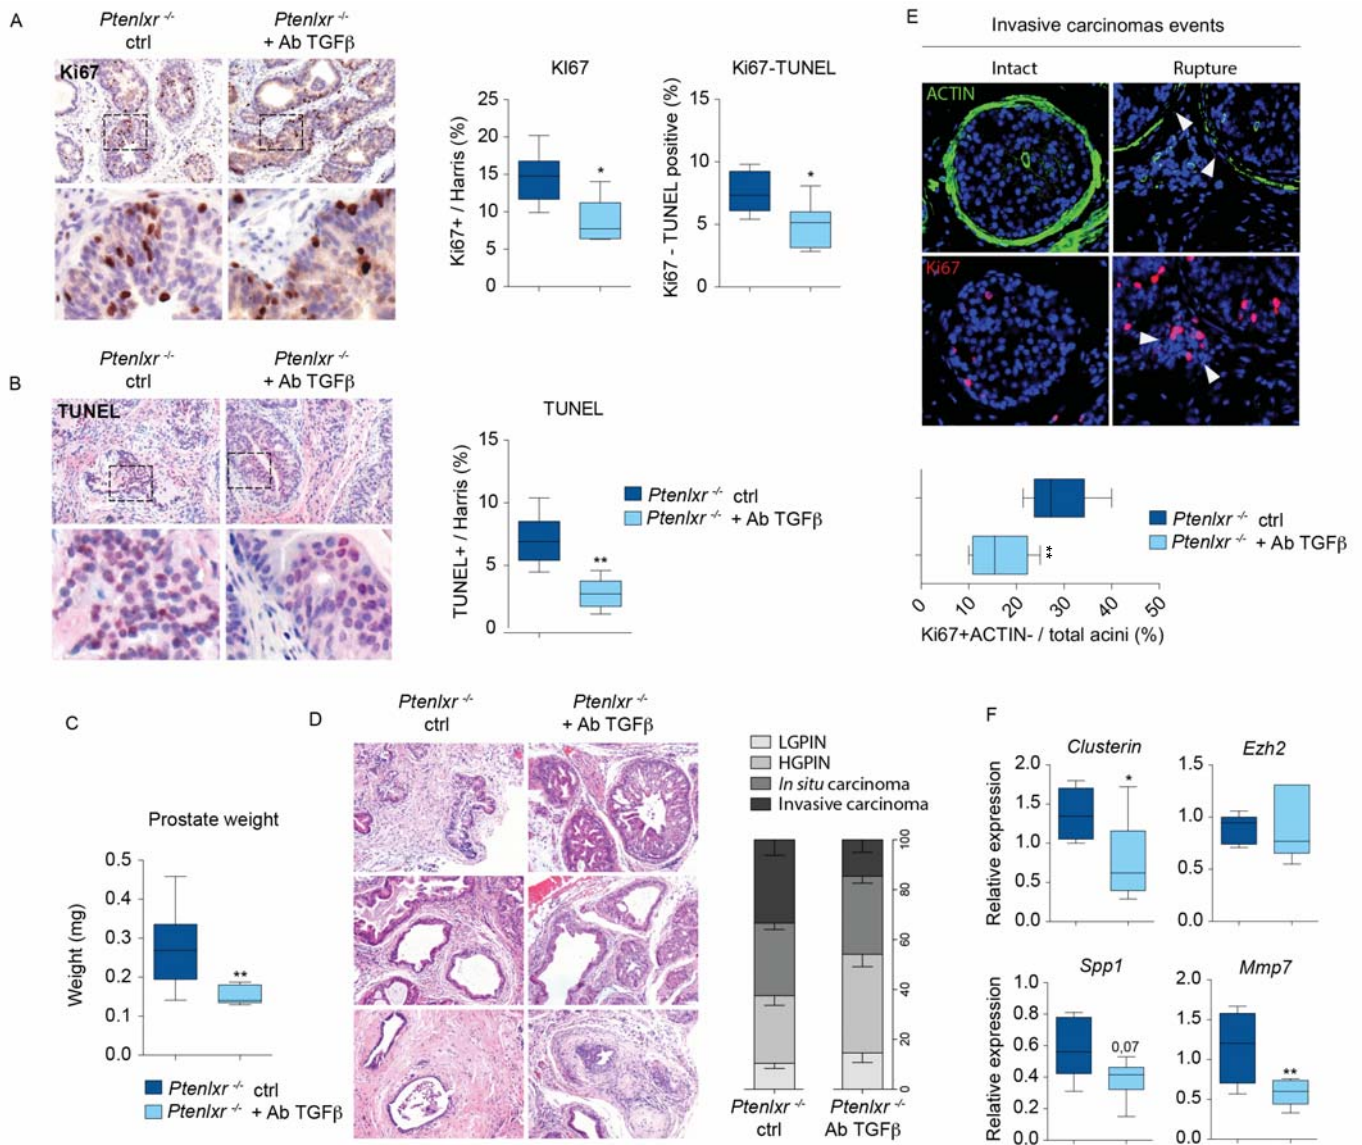 A
Ptenlxr -/-
ctrl
Ptenlxr -/-
+ Ab TGFβ
Ki67
KI67
Ki67+ / Harris (%)
25
20
15
10
5
0
*
Ki67-TUNEL
Ki67 - TUNEL positive (%)
15
10
5
0
*
B
Ptenlxr -/-
ctrl
Ptenlxr -/-
+ Ab TGFβ
TUNEL
TUNEL
TUNEL+ / Harris (%)
15
10
5
0
**
Ptenlxr -/- ctrl
Ptenlxr -/- + Ab TGFβ
C
Prostate weight
Weight (mg)
0.5
0.4
0.3
0.2
0.1
0.0
**
Ptenlxr -/- ctrl
Ptenlxr -/- + Ab TGFβ
D
Ptenlxr -/-
ctrl
Ptenlxr -/-
+ Ab TGFβ
LGPIN
HGPIN
In situ carcinoma
Invasive carcinoma
100
80
60
40
20
0
Ptenlxr -/-
ctrl
Ptenlxr -/-
Ab TGFβ
E
Invasive carcinomas events
Intact
Rupture
ACTIN
Ki67
**
Ptenlxr -/- ctrl
Ptenlxr -/- + Ab TGFβ
0
10
20
30
40
50
Ki67+ACTIN- / total acini (%)
F
Clusterin
Relative expression
2.0
1.5
1.0
0.5
0.0
*
Ezh2
1.5
1.0
0.5
0.0
Spp1
Relative expression
1.0
0.8
0.6
0.4
0.2
0.0
0,07
Mmp7
2.0
1.5
1.0
0.5
0.0
**